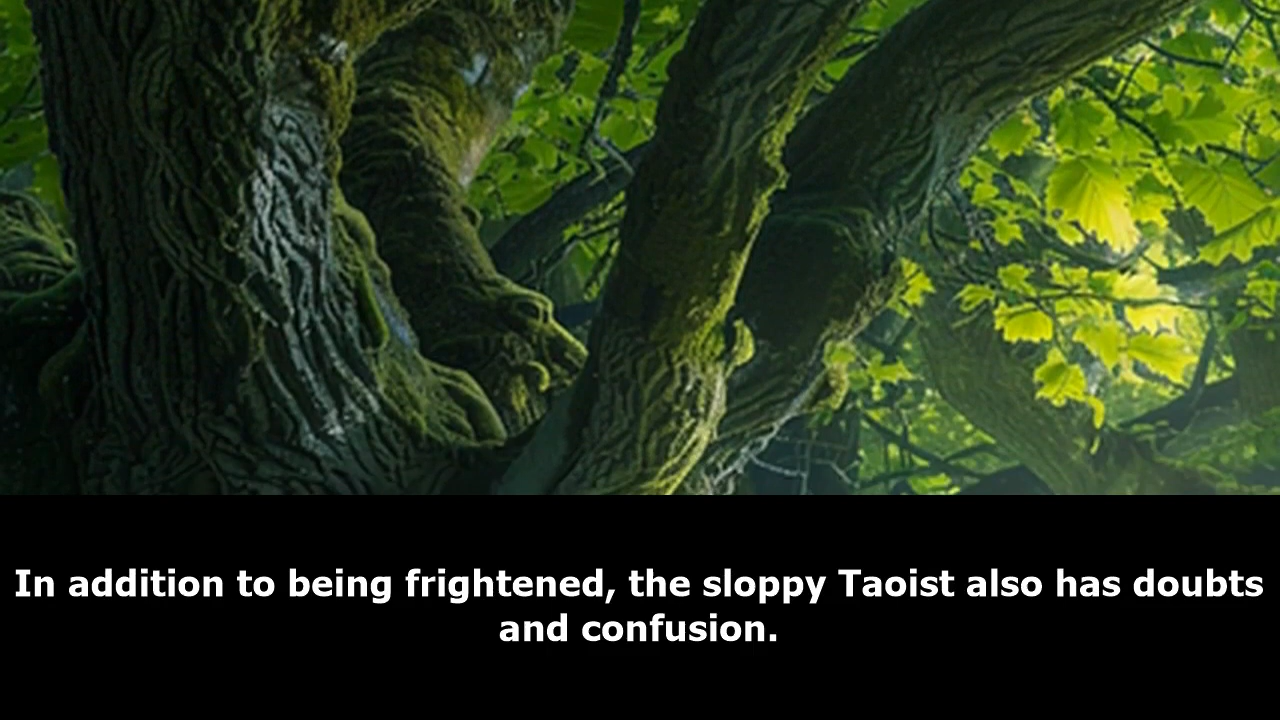 In addition to being frightened, the sloppy Taoist also has doubts
and confusion.